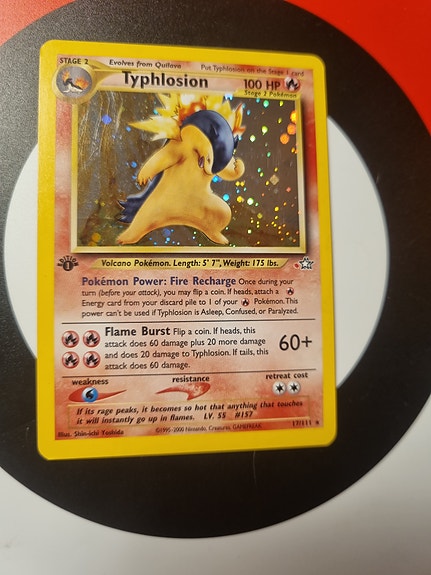 STAGE 2 Evolves from Quilava Put Typhlosion on the Stage 1 card
Typhlosion 100 HP
Stage 2 Pokémon
Volcano Pokémon. Length: 5' 7", Weight: 175 lbs.
1
Pokémon Power: Fire Recharge Once during your
turn (before your attack), you may flip a coin. If heads, attach a
Energy card from your discard pile to 1 of your Pokémon. This
power can't be used if Typhlosion is Asleep, Confused, or Paralyzed.
Flame Burst Flip a coin. If heads, this
attack does 60 damage plus 20 more damage
and does 20 damage to Typhlosion. If tails, this
attack does 60 damage.
60+
weakness resistance retreat cost
If its rage peaks, it becomes so hot that anything that touches
it will instantly go up in flames. LV. 55 #157
Illus. Shin-ichi Yoshida ©1995-2000 Nintendo, Creatures, GAMEFREAK. 17/111